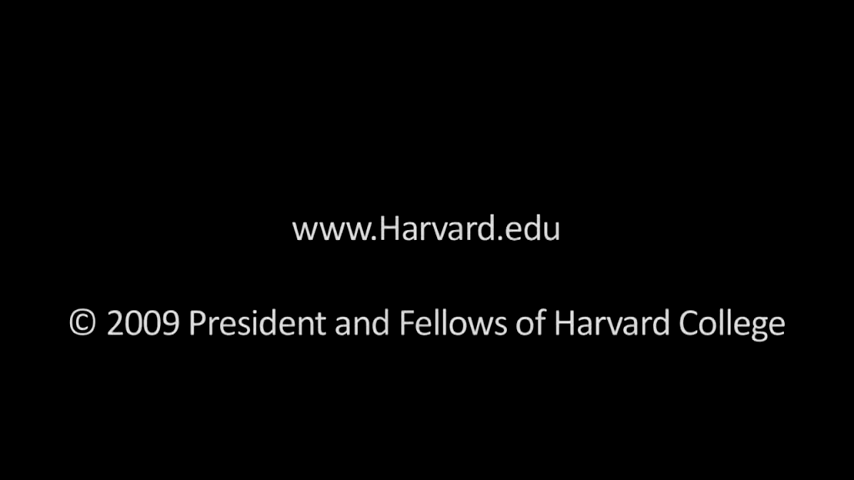 www.Harvard.edu
© 2009 President and Fellows of Harvard College